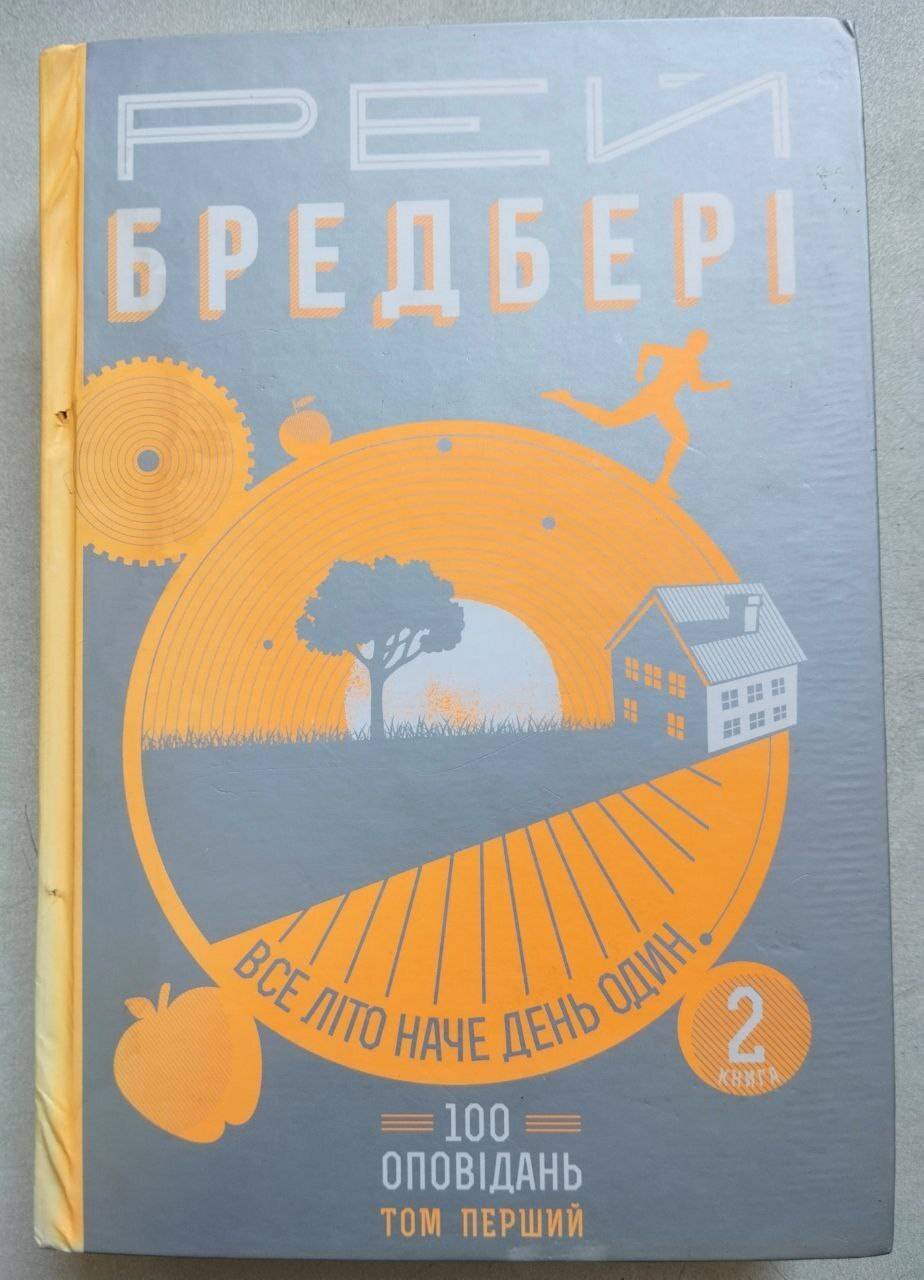 РЕЙ
БРЕДБЕРІ
ВСЕ ЛІТО НАЧЕ ДЕНЬ ОДИН
2
КНИГА
100
ОПОВІДАНЬ
ТОМ ПЕРШИЙ